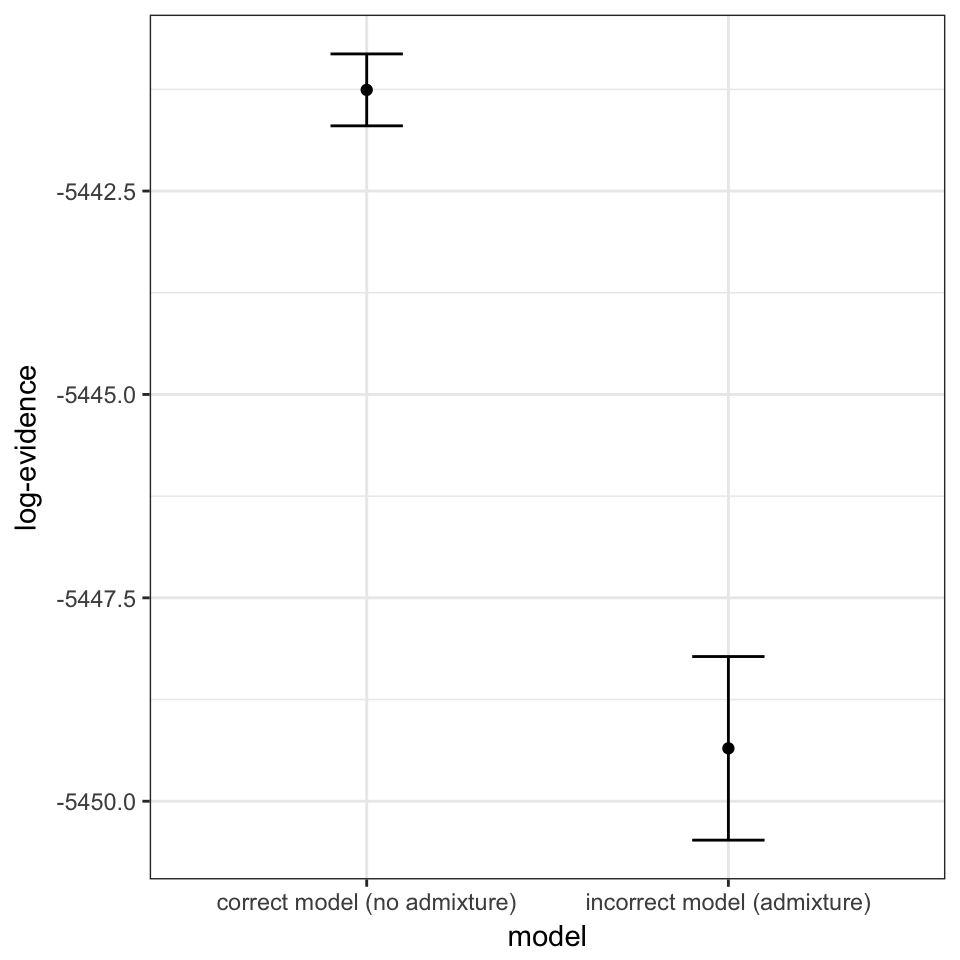 log-evidence
-5442.5
-5445.0
-5447.5
-5450.0
correct model (no admixture)
incorrect model (admixture)
model